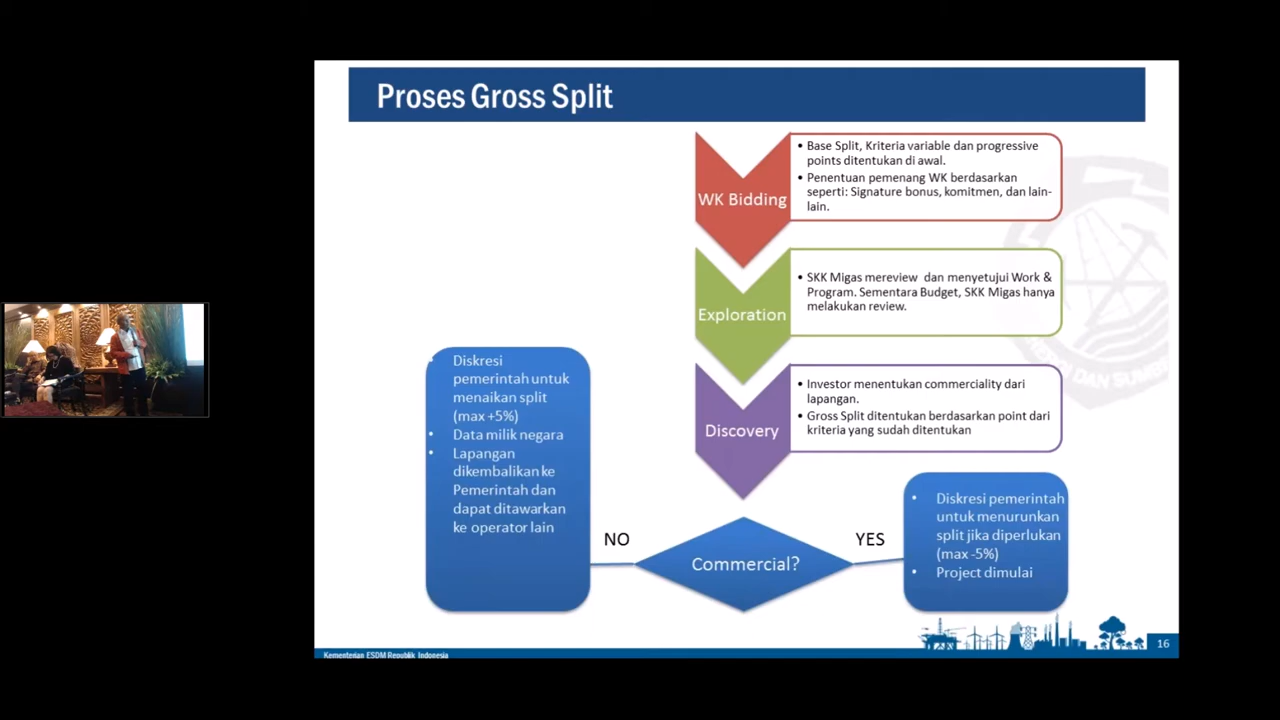 Proses Gross Split
WK Bidding
• Base Split, Kriteria variable dan progressive
points ditentukan di awal.
• Penentuan pemenang WK berdasarkan
seperti: Signature bonus, komitmen, dan lain-
lain.
Exploration
• SKK Migas mereview dan menyetujui Work &
Program. Sementara Budget, SKK Migas hanya
melakukan review.
Discovery
• Investor menentukan commerciality dari
lapangan.
• Gross Split ditentukan berdasarkan point dari
kriteria yang sudah ditentukan
• Diskresi
pemerintah untuk
menaikan split
(max +5%)
• Data milik negara
• Lapangan
dikembalikan ke
Pemerintah dan
dapat ditawarkan
ke operator lain
NO
Commercial?
YES
• Diskresi pemerintah
untuk menurunkan
split jika diperlukan
(max -5%)
• Project dimulai
DAN SUMBE
Kementerian ESDM Republik Indonesia
16